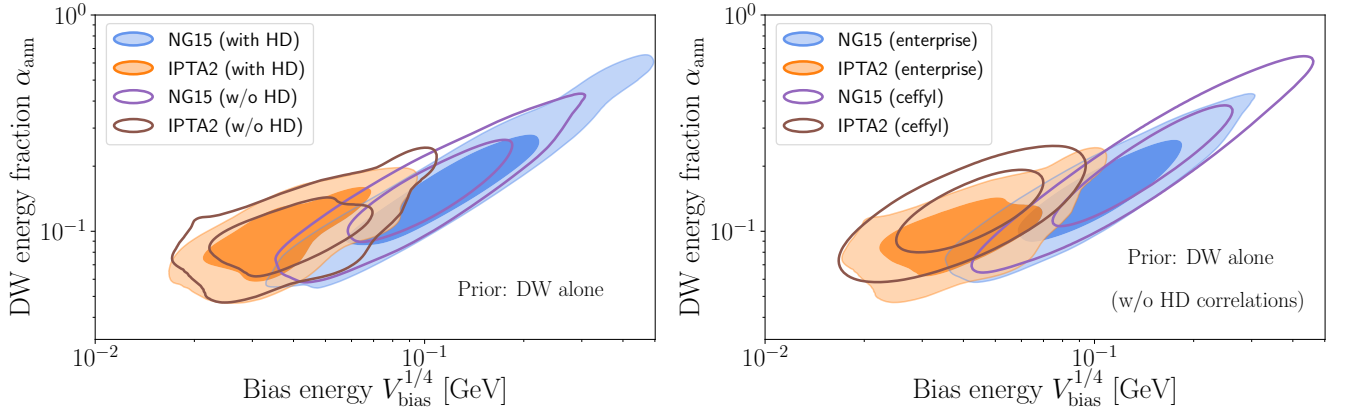 DW energy fraction α_ann
10^0
10^-1
NG15 (with HD)
IPTA2 (with HD)
NG15 (w/o HD)
IPTA2 (w/o HD)
Prior: DW alone
10^-2
10^-1
Bias energy V_bias^1/4 [GeV]
DW energy fraction α_ann
10^0
10^-1
NG15 (enterprise)
IPTA2 (enterprise)
NG15 (ceffyl)
IPTA2 (ceffyl)
Prior: DW alone
(w/o HD correlations)
10^-2
10^-1
Bias energy V_bias^1/4 [GeV]